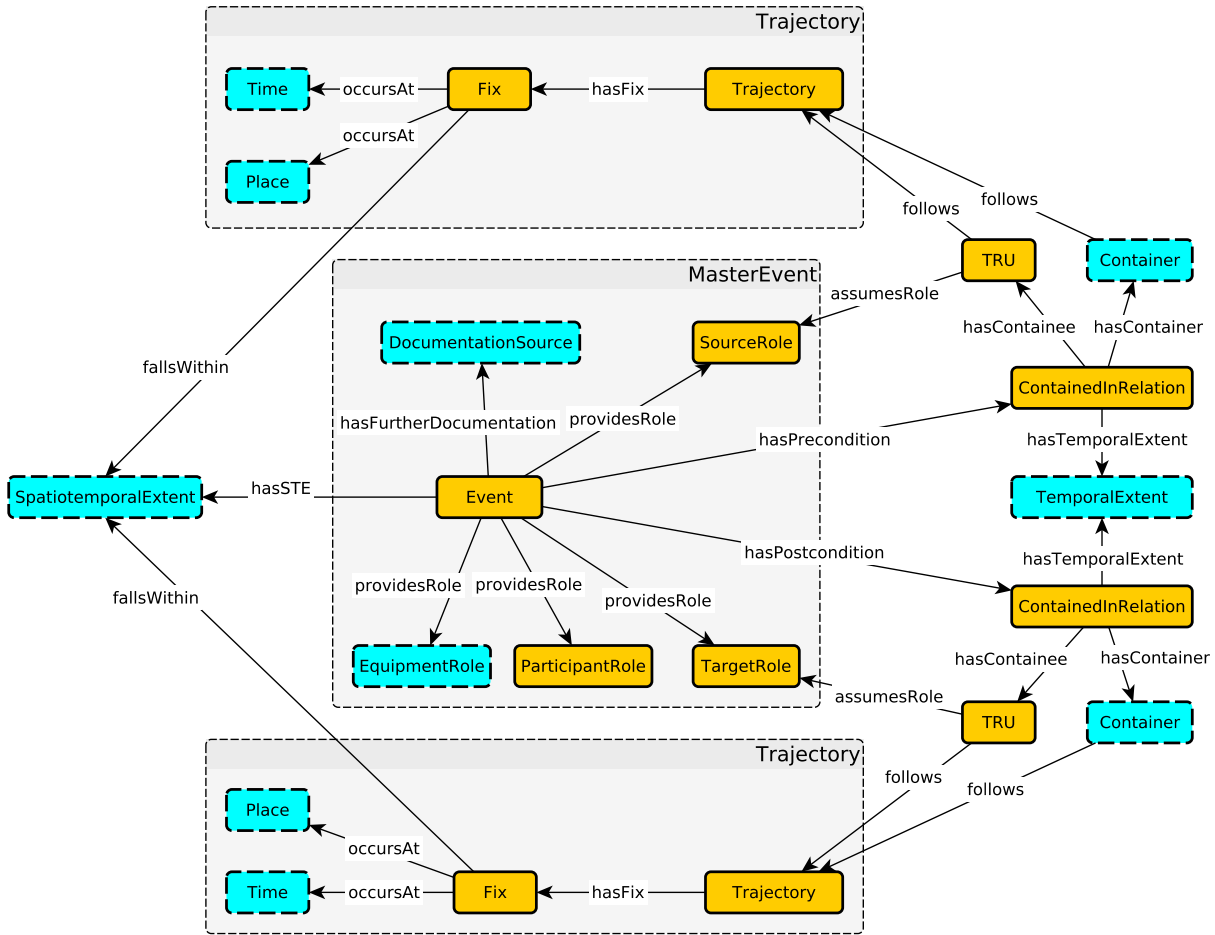 Trajectory
Time
occursAt
Fix
hasFix
Trajectory
occursAt
Place
follows
follows
TRU
Container
MasterEvent
assumesRole
hasContainee
hasContainer
DocumentationSource
SourceRole
fallsWithin
ContainedInRelation
hasFurtherDocumentation
providesRole
hasPrecondition
hasTemporalExtent
SpatiotemporalExtent
hasSTE
Event
TemporalExtent
hasPostcondition
hasTemporalExtent
fallsWithin
providesRole
providesRole
providesRole
ContainedInRelation
EquipmentRole
ParticipantRole
TargetRole
hasContainee
hasContainer
assumesRole
TRU
Container
Trajectory
follows
follows
Place
occursAt
Time
occursAt
Fix
hasFix
Trajectory